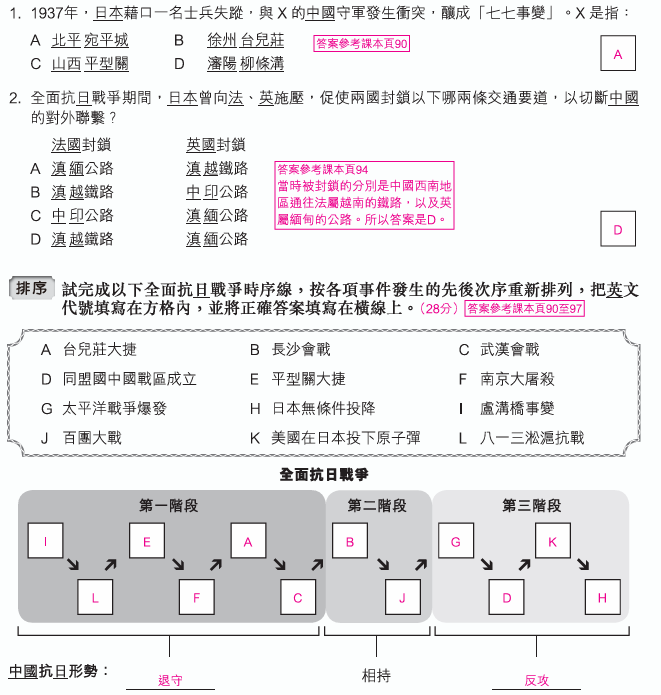 1. 1937年，日本藉口一名士兵失蹤，與 X 的中國守軍發生衝突，釀成「七七事變」。X 是指：
A 北平宛平城 B 徐州台兒莊 答案參考課本頁90
C 山西平型關 D 瀋陽柳條溝 A
2. 全面抗日戰爭期間，日本曾向法、英施壓，促使兩國封鎖以下哪兩條交通要道，以切斷中國
的對外聯繫？
法國封鎖 英國封鎖
A 滇緬公路 滇越鐵路
B 滇越鐵路 中印公路
C 中印公路 滇緬公路
D 滇越鐵路 滇緬公路
答案參考課本頁94
當時被封鎖的分別是中國西南地
區通往法屬越南的鐵路，以及英
屬緬甸的公路。所以答案是D。
D
排序 試完成以下全面抗日戰爭時序線，按各項事件發生的先後次序重新排列，把英文
代號填寫在方格內，並將正確答案填寫在橫線上。（28分） 答案參考課本頁90至97
A 台兒莊大捷 B 長沙會戰 C 武漢會戰
D 同盟國中國戰區成立 E 平型關大捷 F 南京大屠殺
G 太平洋戰爭爆發 H 日本無條件投降 I 盧溝橋事變
J 百團大戰 K 美國在日本投下原子彈 L 八一三淞滬抗戰
全面抗日戰爭
第一階段 第二階段 第三階段
I E A B G K
L F C J D H
中國抗日形勢： 退守 相持 反攻